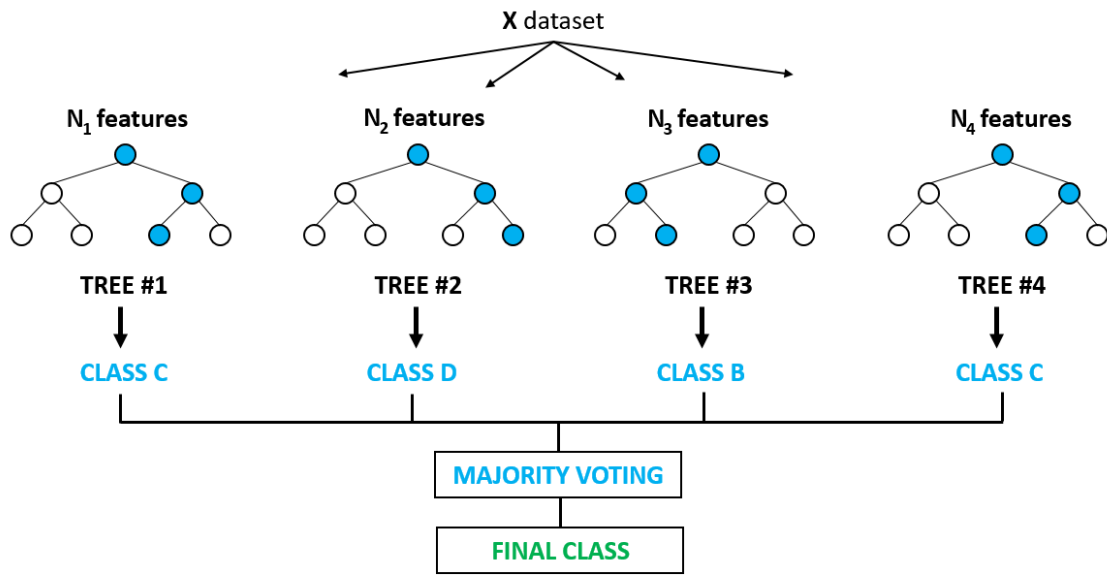 X dataset
N₁ features
N₂ features
N₃ features
N₄ features
TREE #1
TREE #2
TREE #3
TREE #4
CLASS C
CLASS D
CLASS B
CLASS C
MAJORITY VOTING
FINAL CLASS